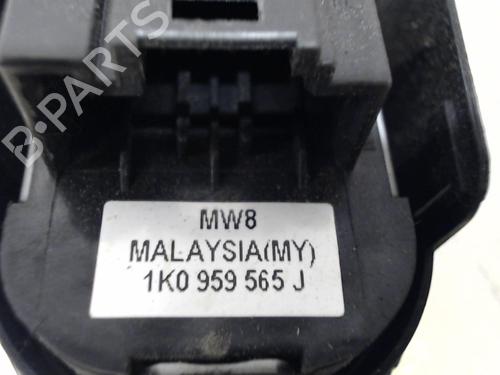 B-PARTS
MW8
MALAYSIA(MY)
1K0 959 565 J